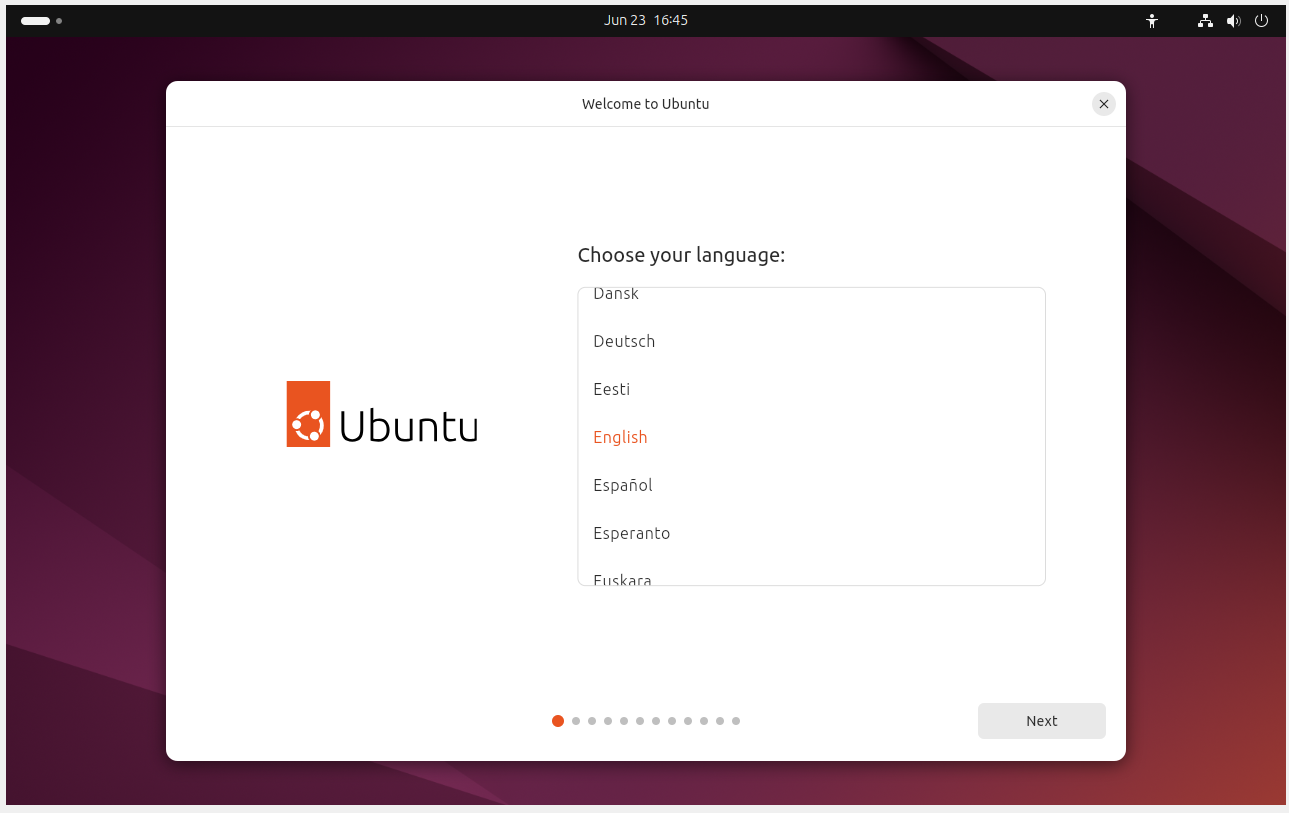 Jun 23 16:45
Welcome to Ubuntu
Choose your language:
Dansk
Deutsch
Eesti
English
Español
Esperanto
Euskara
Ubuntu
Next